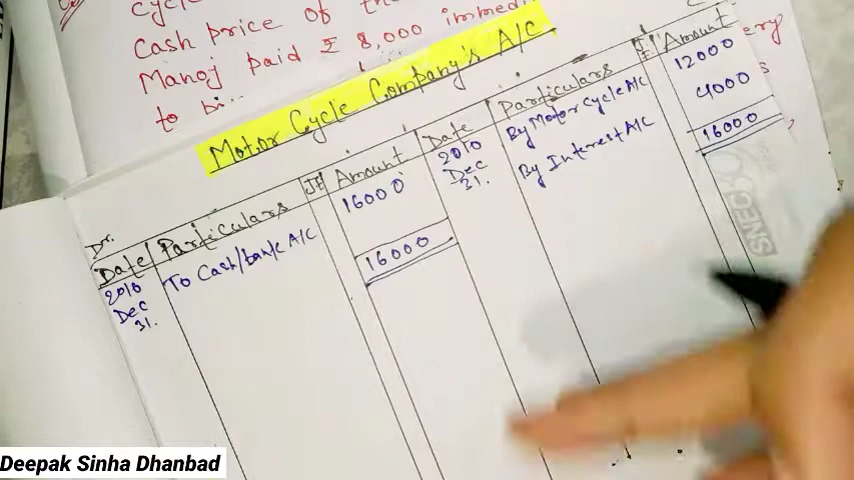 Cycle
Cash price of the
Manoj paid ₹ 8,000 immedi
to
Motor Cycle Company's A/C.
Dr.
Date Particulars J.F. Amount Date Particulars J.F. Amount
2010 To Cash/bank A/C 16000 2010 By Motor Cycle A/C 12000
Dec Dec By Interest A/C 4000
31. 31.
16000 16000
Deepak Sinha Dhanbad